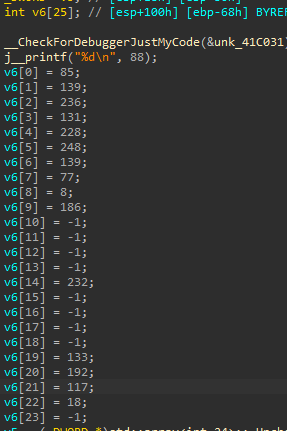 int v6[25]; // [esp+100h] [ebp-68h] BYREF
__CheckForDebuggerJustMyCode(&unk_41C031)
j__printf("%d\n", 88);
v6[0] = 85;
v6[1] = 139;
v6[2] = 236;
v6[3] = 131;
v6[4] = 228;
v6[5] = 248;
v6[6] = 139;
v6[7] = 77;
v6[8] = 8;
v6[9] = 186;
v6[10] = -1;
v6[11] = -1;
v6[12] = -1;
v6[13] = -1;
v6[14] = 232;
v6[15] = -1;
v6[16] = -1;
v6[17] = -1;
v6[18] = -1;
v6[19] = 133;
v6[20] = 192;
v6[21] = 117;
v6[22] = 18;
v6[23] = -1;